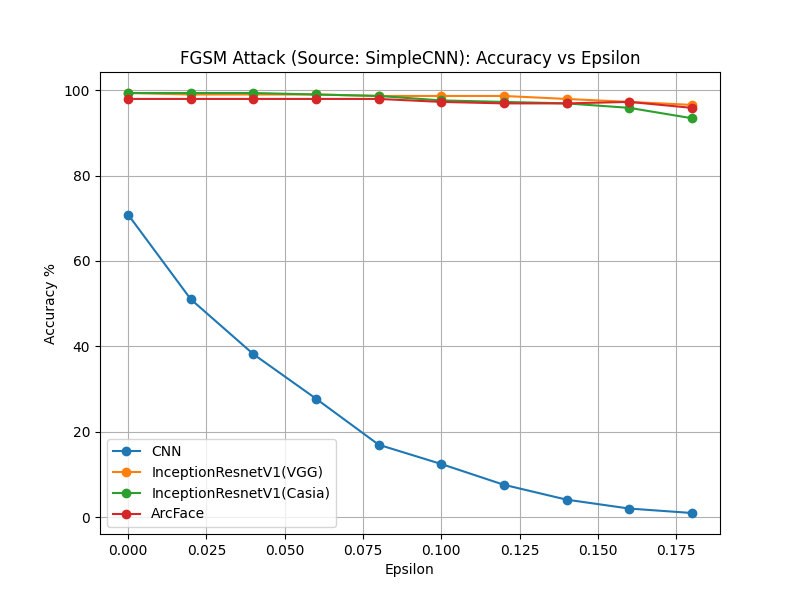 FGSM Attack (Source: SimpleCNN): Accuracy vs Epsilon
Accuracy %
100
80
60
40
20
0
CNN
InceptionResnetV1(VGG)
InceptionResnetV1(Casia)
ArcFace
0.000 0.025 0.050 0.075 0.100 0.125 0.150 0.175
Epsilon